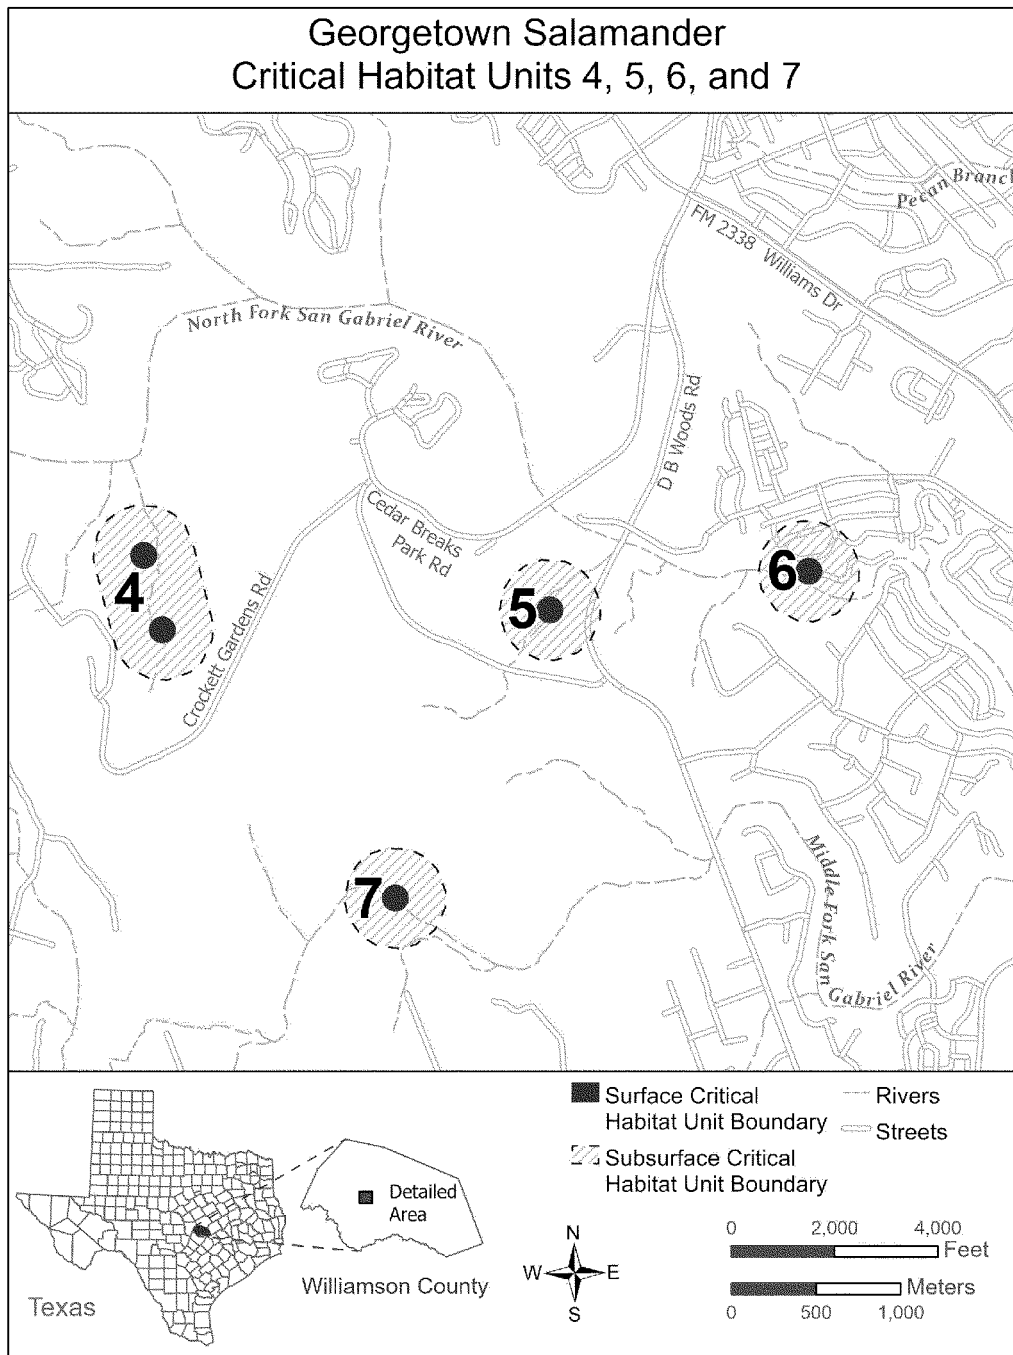 Georgetown Salamander
Critical Habitat Units 4, 5, 6, and 7
Pecan Branch
FM 2338 Williams Dr
North Fork San Gabriel River
D B Woods Rd
Cedar Breaks
Park Rd
Crockett Gardens Rd
4
5
6
7
Middle Fork San
Gabriel River
Surface Critical
Habitat Unit Boundary
Subsurface Critical
Habitat Unit Boundary
Rivers
Streets
Detailed
Area
Williamson County
Texas
N
W E
S
0 2,000 4,000
Feet
Meters
0 500 1,000